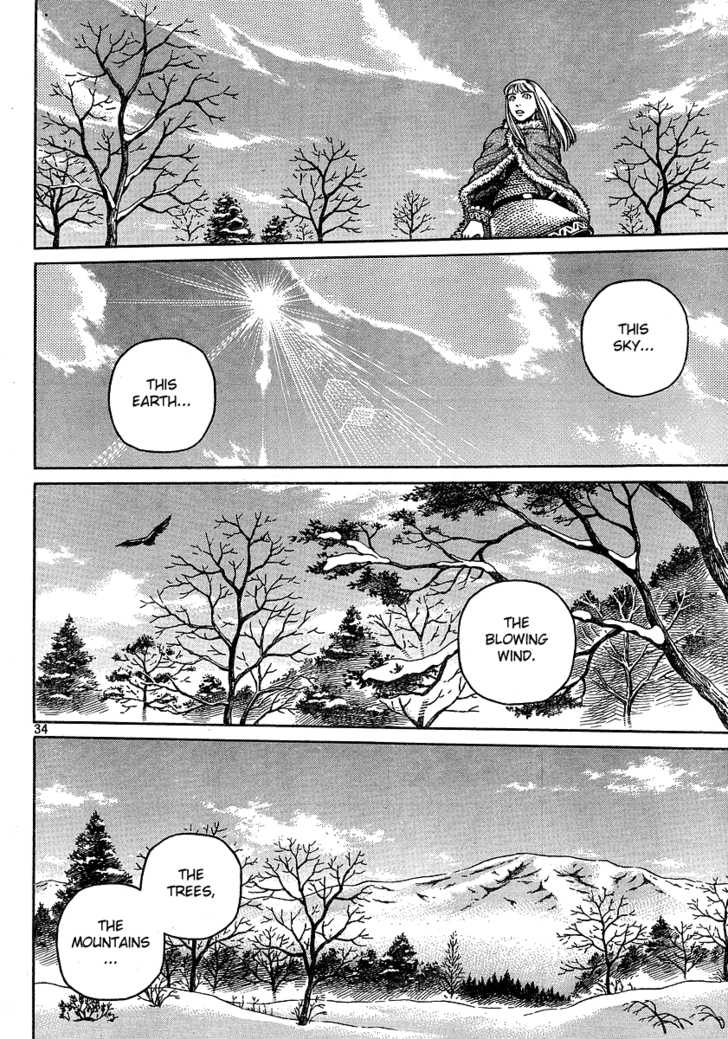 THIS
SKY...
THIS
EARTH...
THE
BLOWING
WIND.
34
THE
TREES,
THE
MOUNTAINS
...